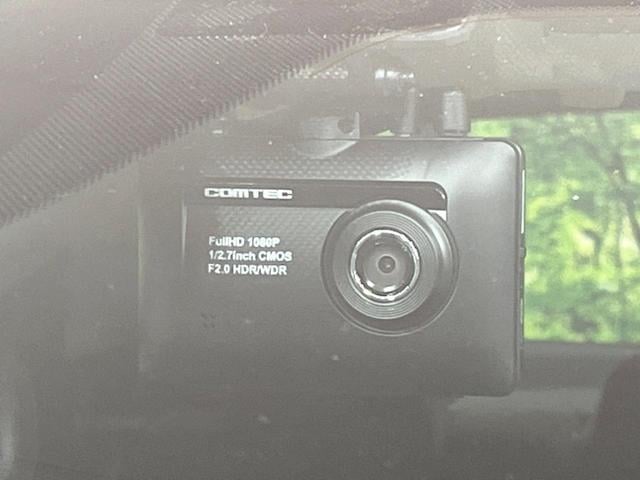 COMTEC
FullHD 1080P
1/2.7inch CMOS
F2.0 HDR/WDR